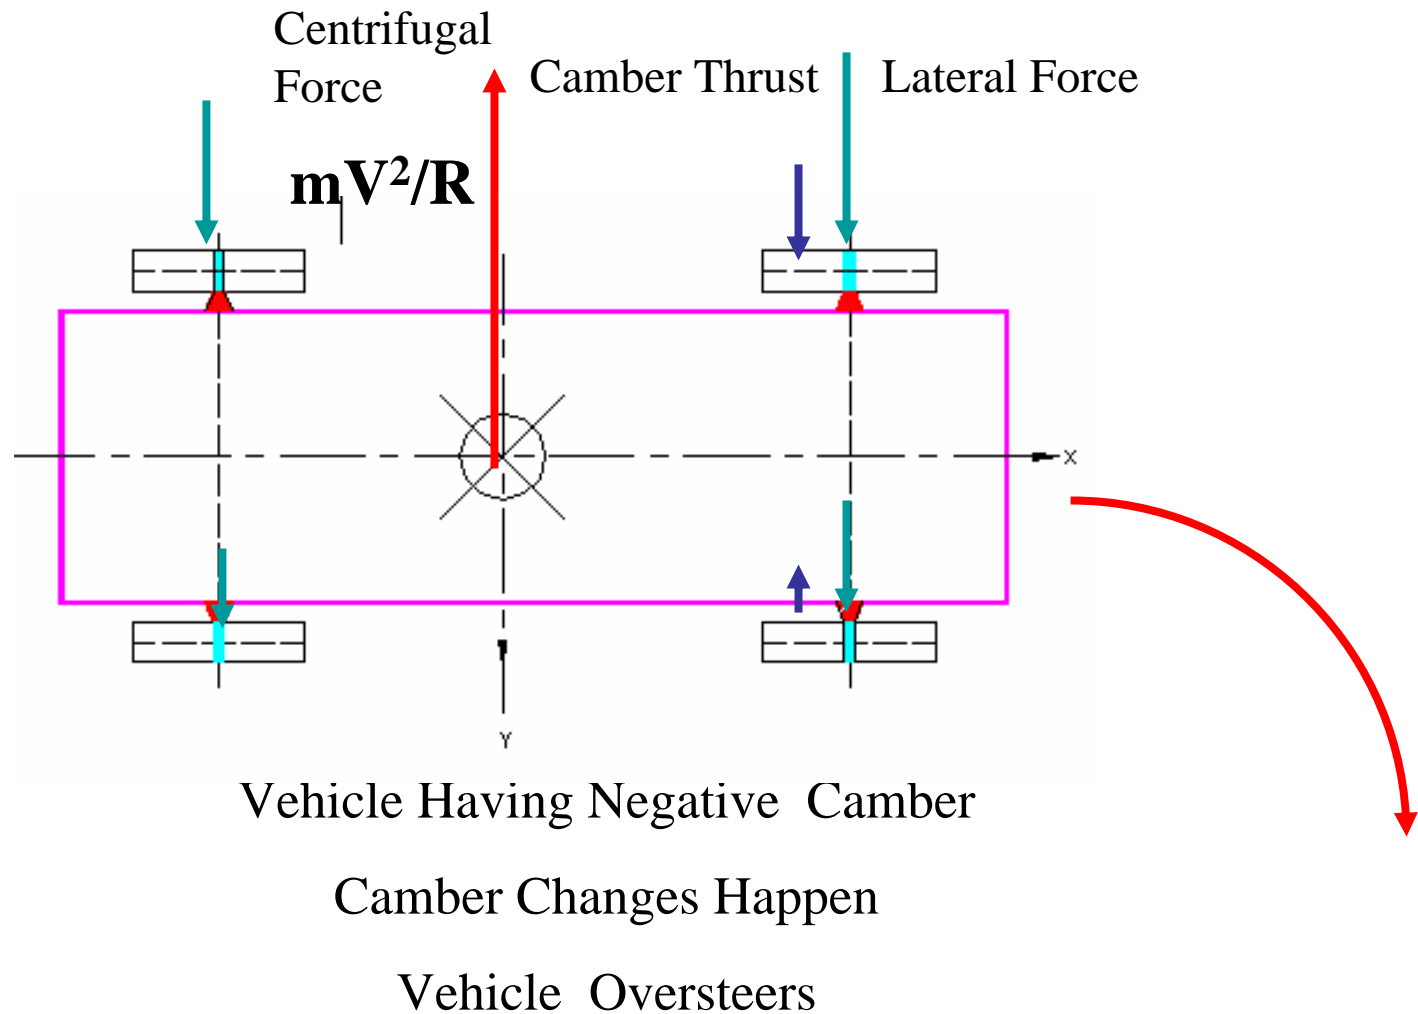 Centrifugal
Force
Camber Thrust
Lateral Force
mV²/R
X
Y
Vehicle Having Negative Camber
Camber Changes Happen
Vehicle Oversteers